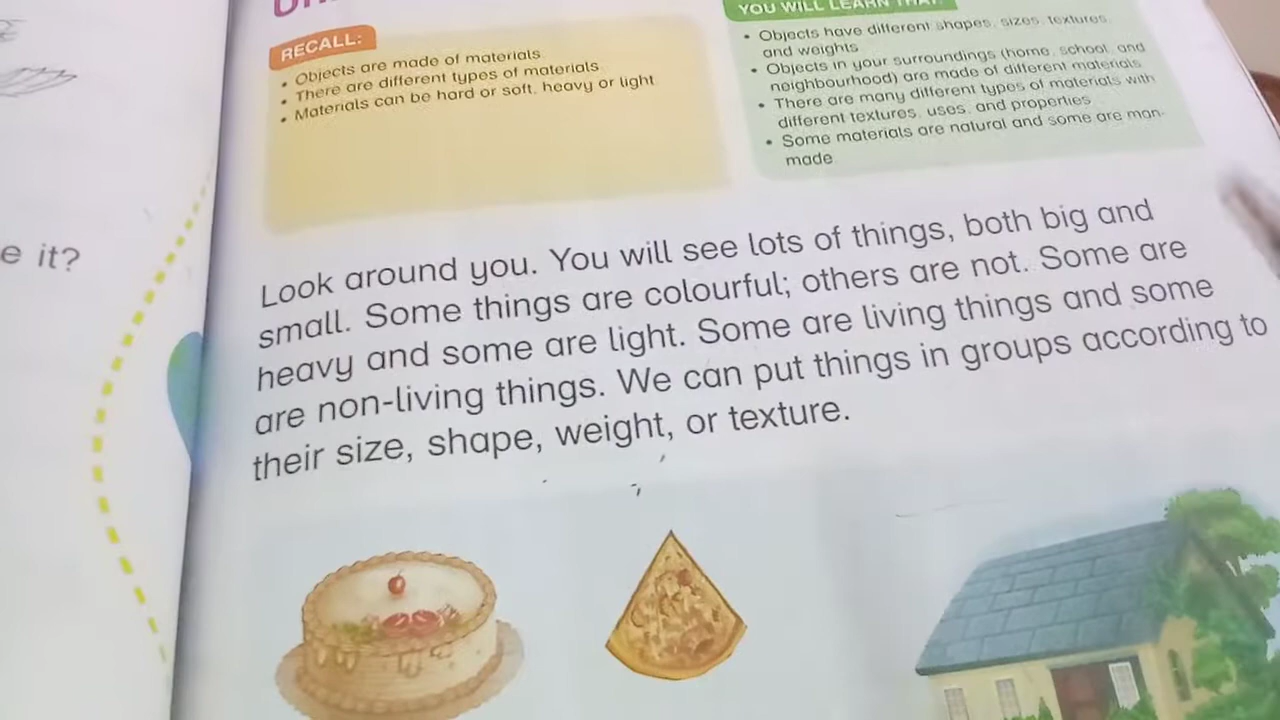 e it?
RECALL:
• Objects are made of materials
• There are different types of materials
• Materials can be hard or soft, heavy or light
YOU WILL LEARN THAT:
• Objects have different shapes, sizes, textures,
and weights
• Objects in your surroundings (home, school, and
neighbourhood) are made of different materials
• There are many different types of materials with
different textures, uses, and properties
• Some materials are natural and some are man-
made
Look around you. You will see lots of things, both big and
small. Some things are colourful; others are not. Some are
heavy and some are light. Some are living things and some
are non-living things. We can put things in groups according to
their size, shape, weight, or texture.